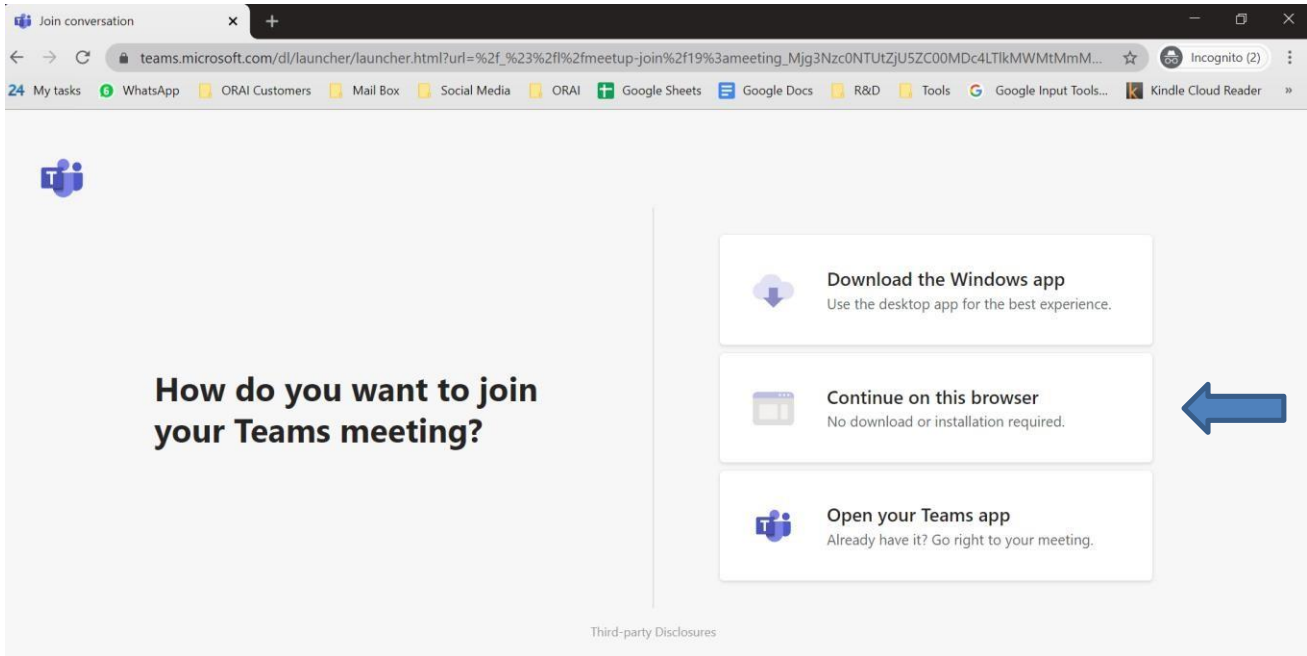 Join conversation
teams.microsoft.com/dl/launcher/launcher.html?url=%2f_%23%2fl%2fmeetup-join%2f19%3ameeting_Mjg3Nzc0NTUtZjU5ZC00MDc4LTlkMWMtMmM... Incognito (2)
24 My tasks 6 WhatsApp ORAI Customers Mail Box Social Media ORAI Google Sheets Google Docs R&D Tools G Google Input Tools... k Kindle Cloud Reader »
T
How do you want to join
your Teams meeting?
Download the Windows app
Use the desktop app for the best experience.
Continue on this browser
No download or installation required.
T
Open your Teams app
Already have it? Go right to your meeting.
Third-party Disclosures